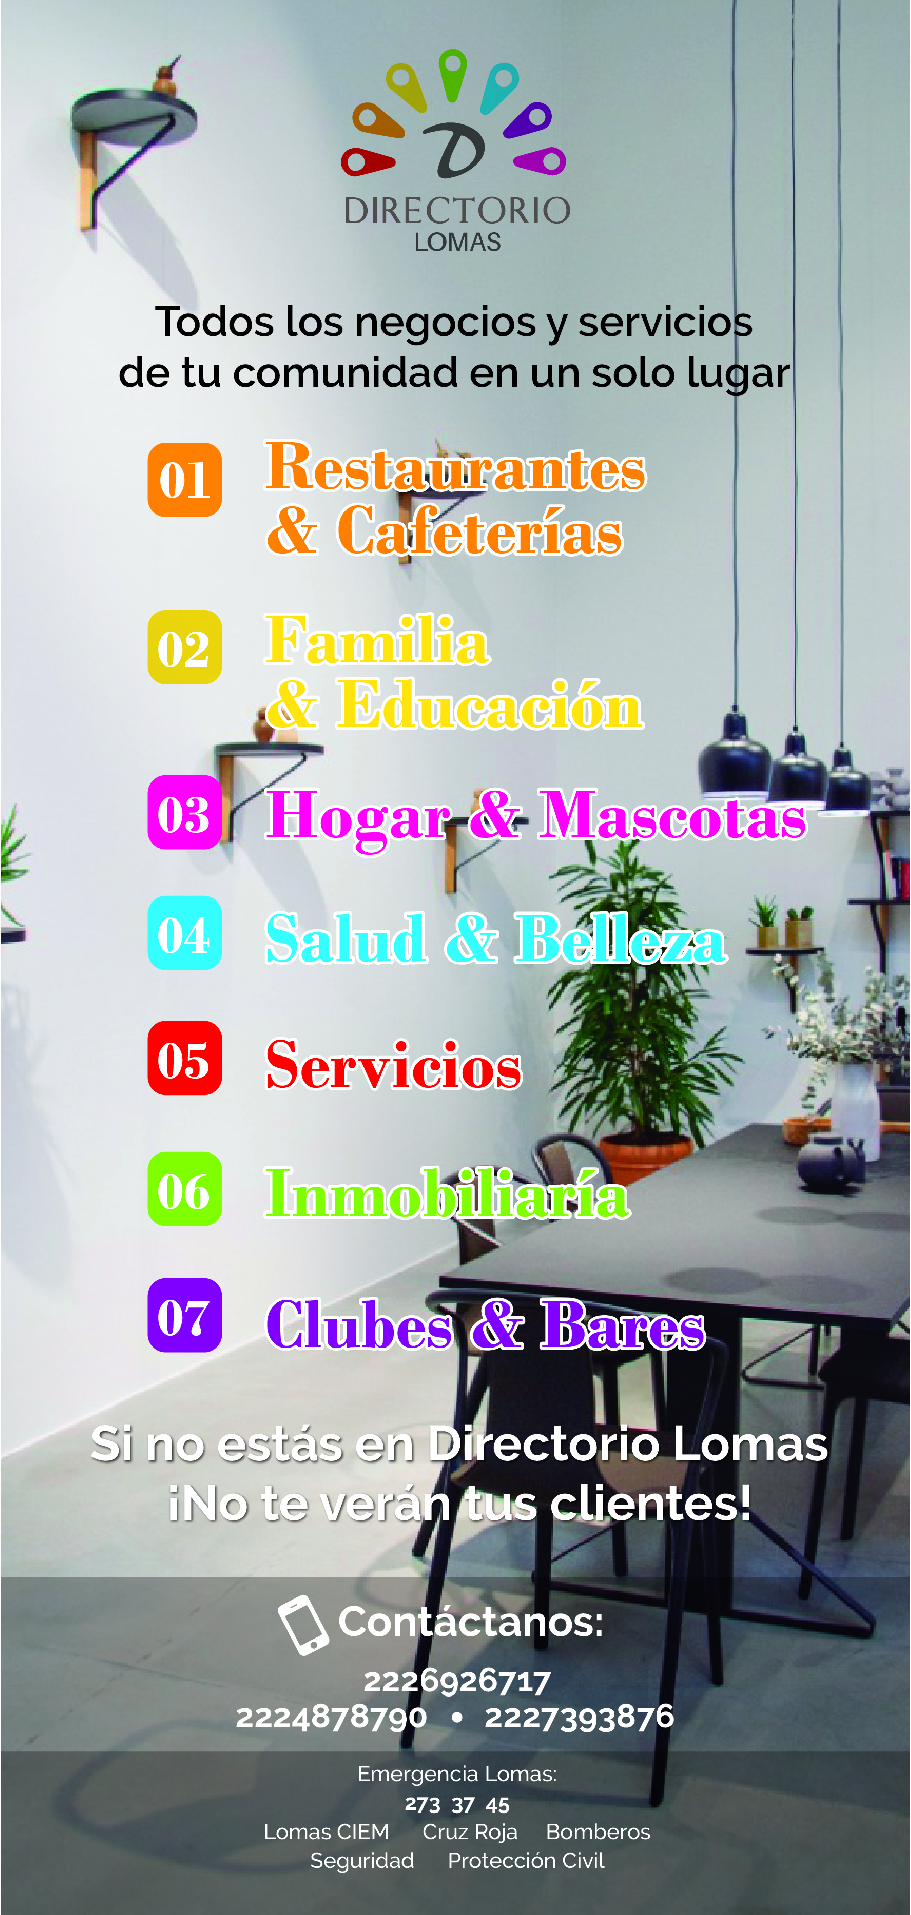 D
DIRECTORIO
LOMAS
Todos los negocios y servicios
de tu comunidad en un solo lugar
01 Restaurantes
& Cafeterías
02 Familia
& Educación
03 Hogar & Mascotas
04 Salud & Belleza
05 Servicios
06 Inmobiliaría
07 Clubes & Bares
Si no estás en Directorio Lomas
¡No te verán tus clientes!
Contáctanos:
2226926717
2224878790 • 2227393876
Emergencia Lomas:
273 37 45
Lomas CIEM Cruz Roja Bomberos
Seguridad Protección Civil